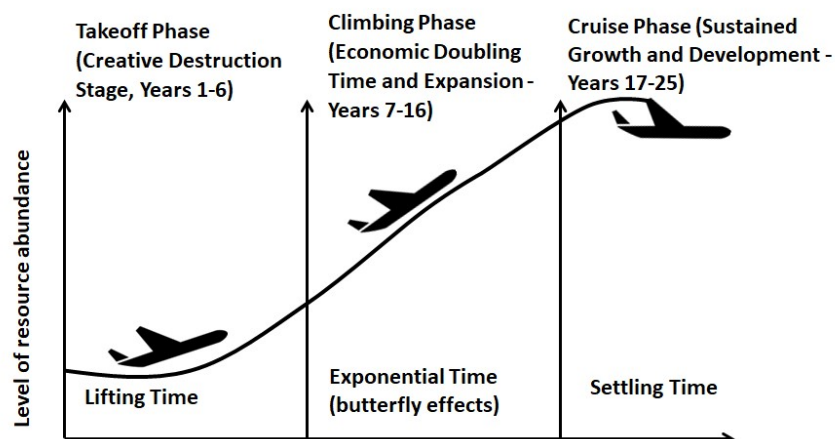 Takeoff Phase
(Creative Destruction
Stage, Years 1-6)
Climbing Phase
(Economic Doubling
Time and Expansion -
Years 7-16)
Cruise Phase (Sustained
Growth and Development -
Years 17-25)
Level of resource abundance
Lifting Time
Exponential Time
(butterfly effects)
Settling Time